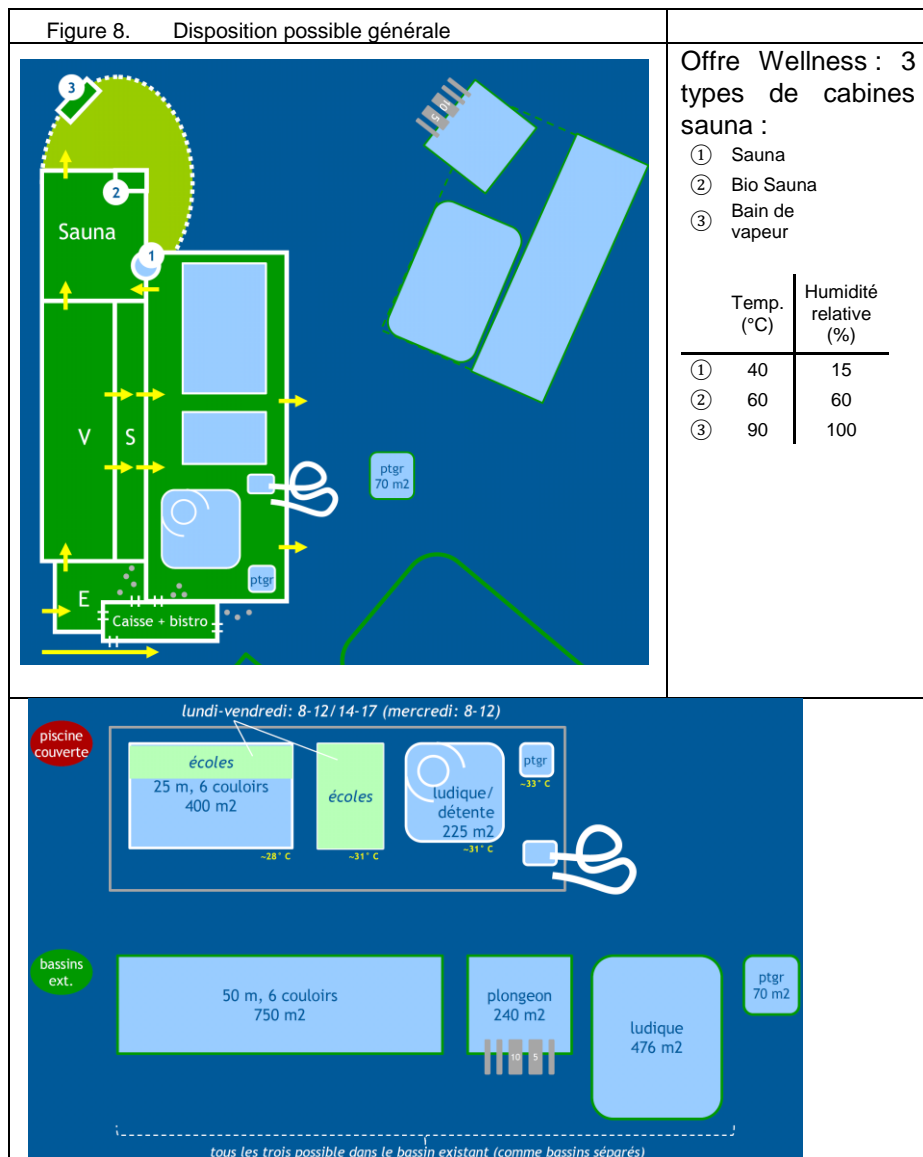 Figure 8. Disposition possible générale
Offre Wellness : 3
types de cabines
sauna :
① Sauna
② Bio Sauna
③ Bain de
vapeur
Temp.
(°C)
Humidité
relative
(%)
① 40 15
② 60 60
③ 90 100
3
2
Sauna
1
10
5
V
S
ptgr
70 m2
ptgr
E
Caisse + bistro
lundi-vendredi: 8-12/14-17 (mercredi: 8-12)
piscine
couverte
écoles
25 m, 6 couloirs
400 m2
~28° C
écoles
~31° C
ludique/
détente
225 m2
~31° C
ptgr
~33° C
bassins
ext.
50 m, 6 couloirs
750 m2
plongeon
240 m2
10
5
ludique
476 m2
ptgr
70 m2
tous les trois possible dans le bassin existant (comme bassins séparés)